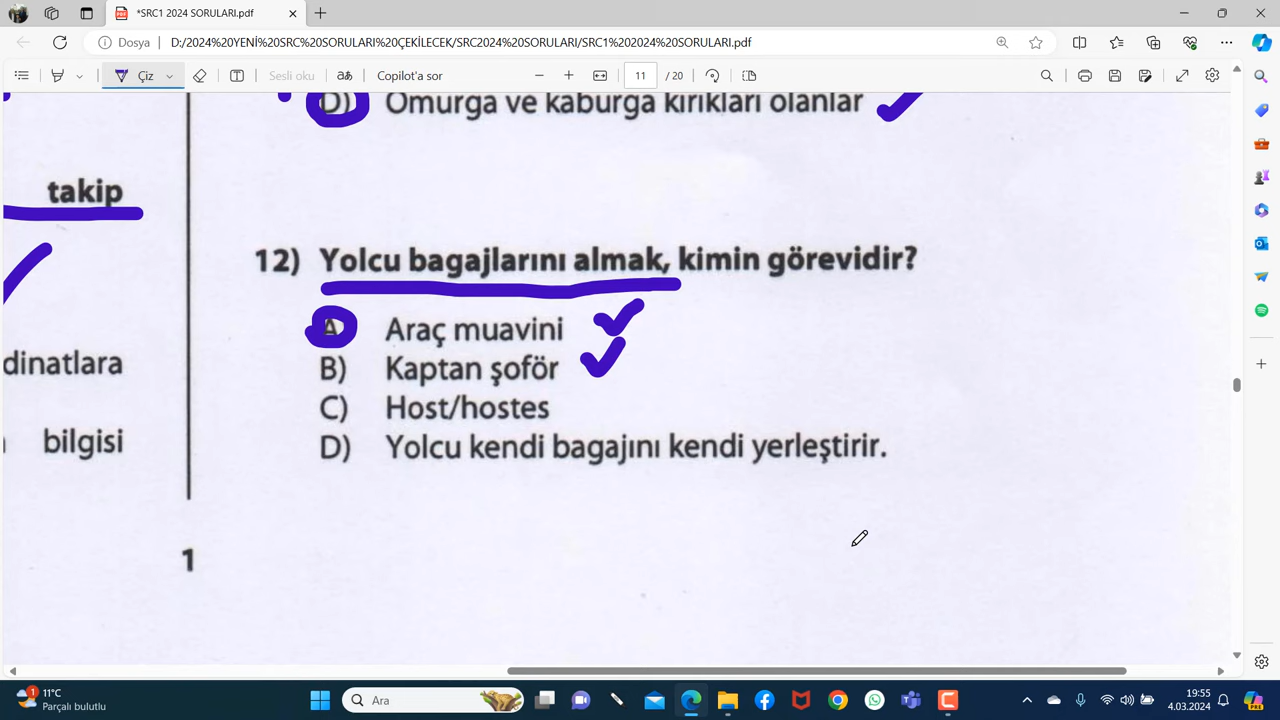 *SRC1 2024 SORULARI.pdf
Dosya
D:/2024%20YENİ%20SRC%20SORULARI%20ÇEKİLECEK/SRC2024%20SORULARI/SRC1%202024%20SORULARI.pdf
Çiz
Sesli oku
aあ
Copilot'a sor
11 / 20
D) Omurga ve kaburga kırıkları olanlar
takip
12) Yolcu bagajlarını almak, kimin görevidir?
A Araç muavini
B) Kaptan şoför
C) Host/hostes
D) Yolcu kendi bagajını kendi yerleştirir.
dinatlara
bilgisi
1
1
11°C
Parçalı bulutlu
Ara
19:55
4.03.2024